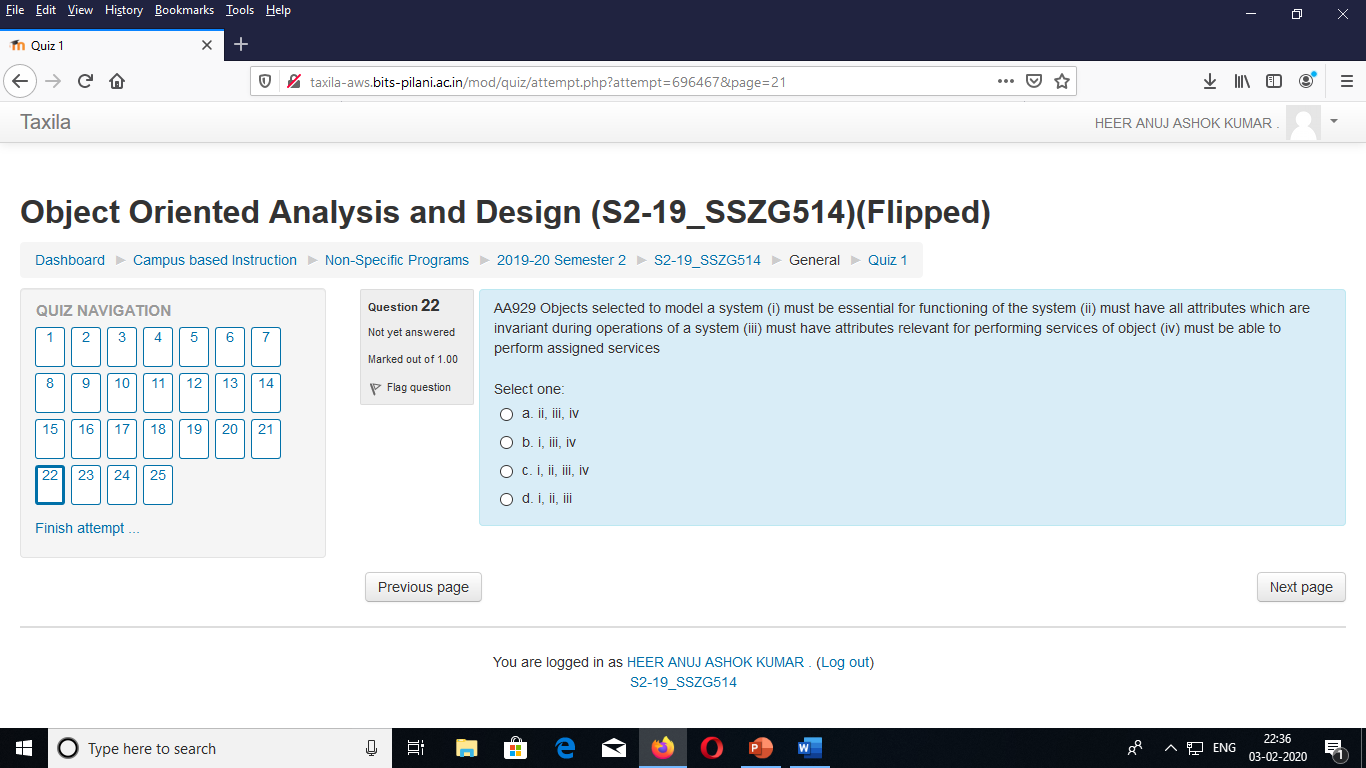 File Edit View History Bookmarks Tools Help
Quiz 1
taxila-aws.bits-pilani.ac.in/mod/quiz/attempt.php?attempt=696467&page=21
Taxila
HEER ANUJ ASHOK KUMAR .
Object Oriented Analysis and Design (S2-19_SSZG514)(Flipped)
Dashboard Campus based Instruction Non-Specific Programs 2019-20 Semester 2 S2-19_SSZG514 General Quiz 1
QUIZ NAVIGATION
1 2 3 4 5 6 7
8 9 10 11 12 13 14
15 16 17 18 19 20 21
22 23 24 25
Finish attempt ...
Question 22
Not yet answered
Marked out of 1.00
Flag question
AA929 Objects selected to model a system (i) must be essential for functioning of the system (ii) must have all attributes which are
invariant during operations of a system (iii) must have attributes relevant for performing services of object (iv) must be able to
perform assigned services
Select one:
a. ii, iii, iv
b. i, iii, iv
c. i, ii, iii, iv
d. i, ii, iii
Previous page
Next page
You are logged in as HEER ANUJ ASHOK KUMAR . (Log out)
S2-19_SSZG514
Type here to search
ENG
22:36
03-02-2020
1